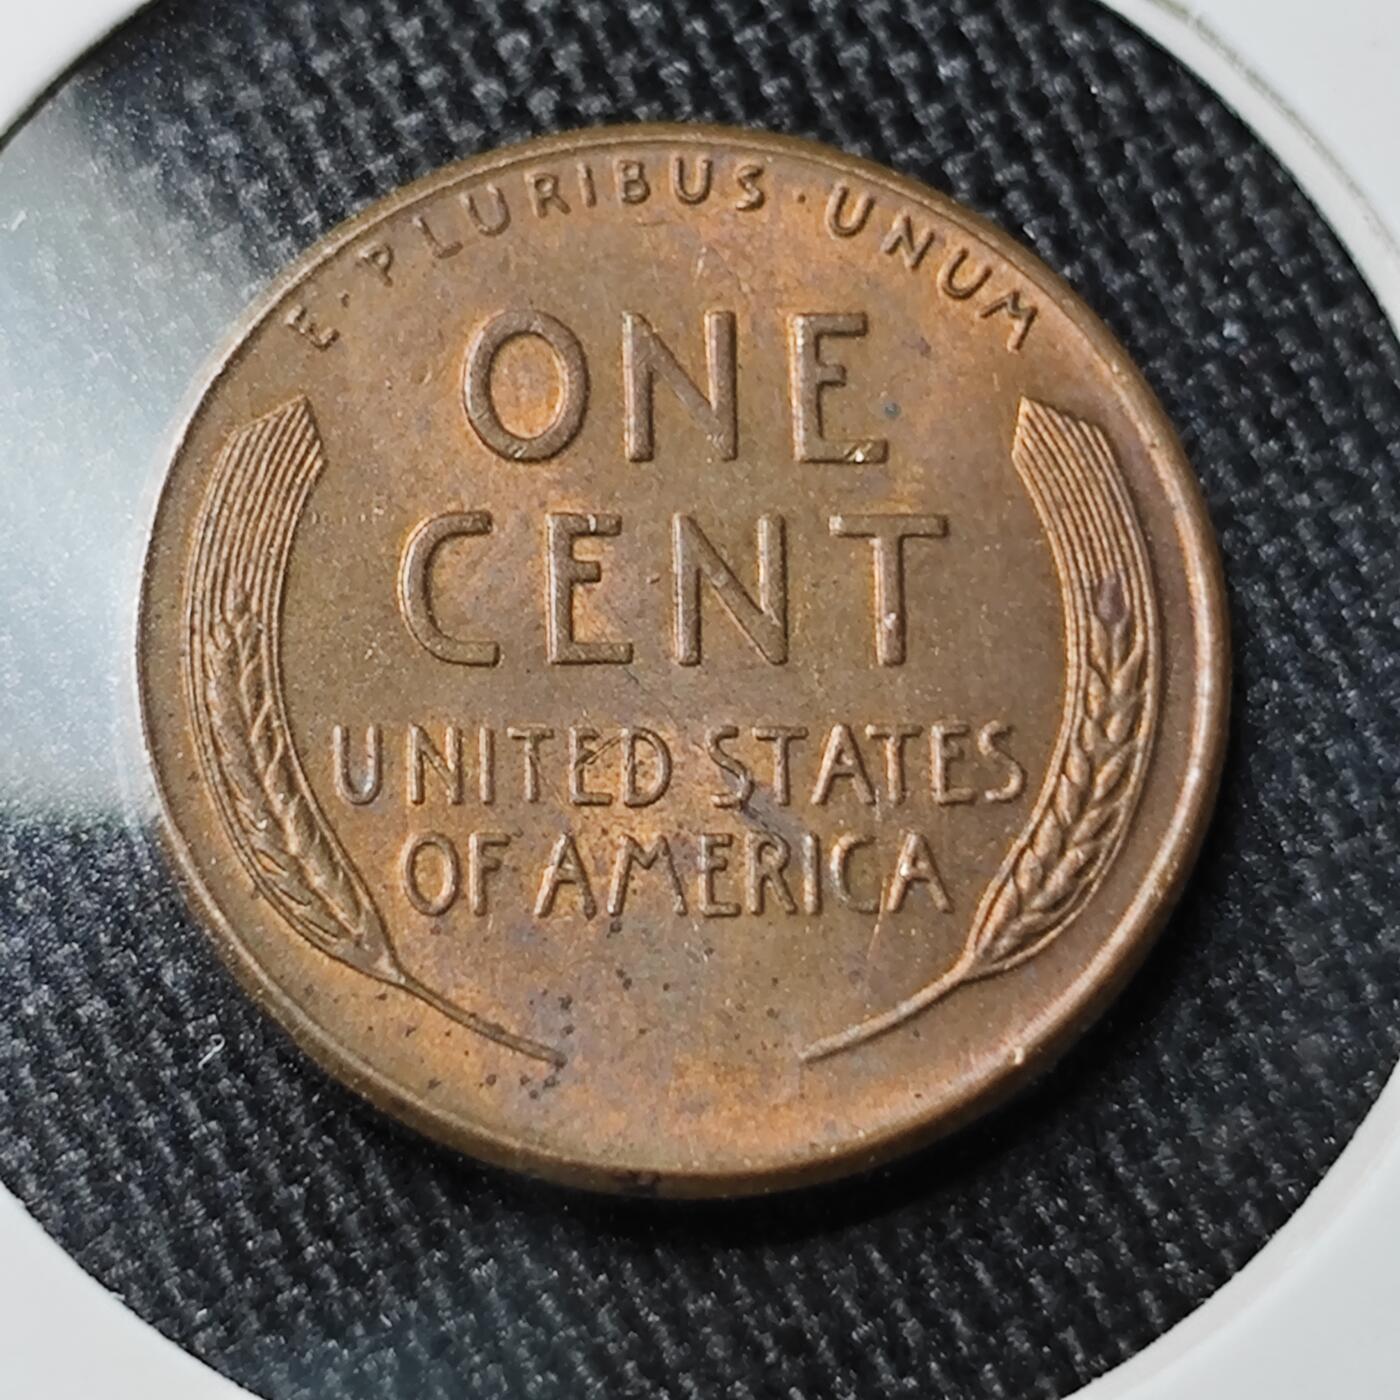 E·PLURIBUS·UNUM
ONE
CENT
UNITED STATES
OF AMERICA